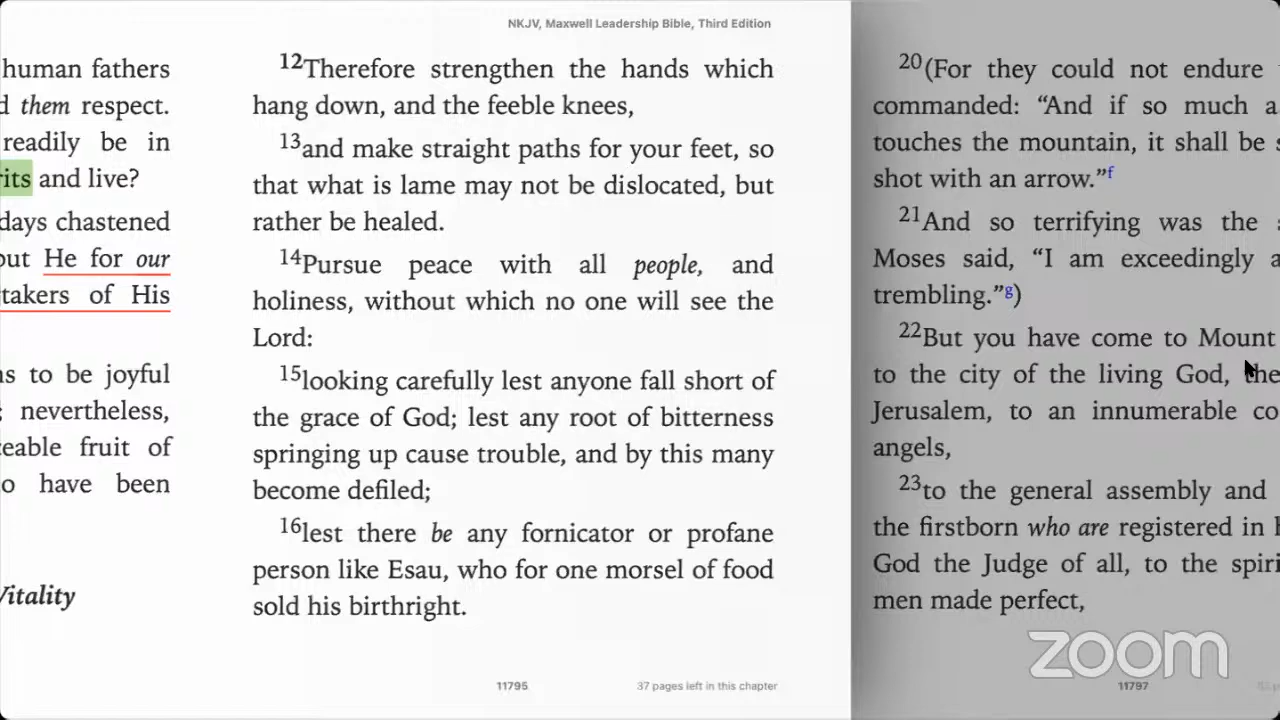 NKJV, Maxwell Leadership Bible, Third Edition
human fathers
them respect.
readily be in
and live?
days chastened
He for our
takers of His
to be joyful
nevertheless,
fruit of
have been
Vitality
12Therefore strengthen the hands which
hang down, and the feeble knees,
13and make straight paths for your feet, so
that what is lame may not be dislocated, but
rather be healed.
14Pursue peace with all people, and
holiness, without which no one will see the
Lord:
15looking carefully lest anyone fall short of
the grace of God; lest any root of bitterness
springing up cause trouble, and by this many
become defiled;
16lest there be any fornicator or profane
person like Esau, who for one morsel of food
sold his birthright.
11795
37 pages left in this chapter
20(For they could not endure
commanded: “And if so much a
touches the mountain, it shall be
shot with an arrow.”f
21And so terrifying was the
Moses said, “I am exceedingly
trembling.”g)
22But you have come to Mount
to the city of the living God, the
Jerusalem, to an innumerable
angels,
23to the general assembly and
the firstborn who are registered in
God the Judge of all, to the
men made perfect,
zoom
11797